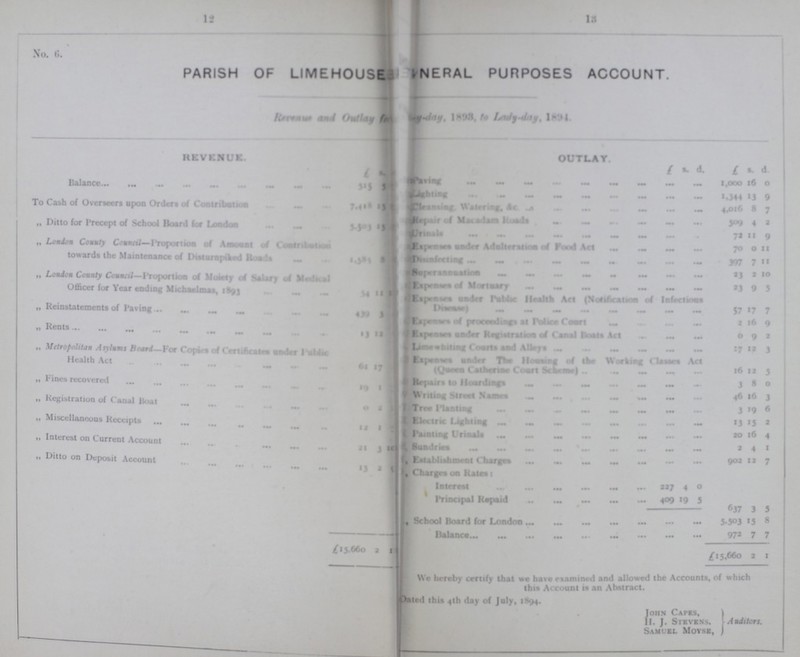 12
13
No. 6.
PARISH OF LIMEHOUSE NERAL PURPOSES ACCOUNT.
Revenue and Outlay 1893, to Lady-day, 1894.
REVENUE.
£
Balance...
515
To Cash of Overseers upon Orders of Contribution
„ Ditto for Precept of School Board for London
5,503 15
„ London County Council—Proportion of Amount of Contribution
towards the Maintenance of Disturnpiked Roads
„ London County Council—Proportion of Moiety of Salary of Medical
Officer for Year ending Michaelmas, 1893
„ Reinstatements of Paving ...
„ Rents ...
„ Metropolitan Asylums Board—For Copies of Certificates under Public
Health Act
„ Fines recovered
„ Registration of Canal Boat
„ Miscellaneous Receipts
„ Interest on Current Account
„ Ditto on Deposit Account
£15,660 2 1
OUTLAY.
£ s. d. £ s. d.
Paving 1,000 16 0
Lighting 1,344 13 9
Cleansing, Watering, &c. 4,016 8 7
Repair of Macadam Roads 509 4 2
Urinals 72 11 9
Expenses under Adulteration of Food Act 70 0 11
Disinfecting ... 397 7 11
Superannuation 23 2 10
Expenses of Mortuary 23 9 5
Expenses under Public Health Act (Notification of Infectious
Disease) 57 17 7
Expenses of proceedings at Police Court 2 16 9
Expenses under Registration of Canal Boats Act 0 9 2
Limewhiting Courts and Alleys 27 12 3
Expenses under The Housing of the Working Classes Act
(Queen Catherine Court Scheme) 16 12 5
Repairs to Hoardings 3 8 0
Writing Street Names 46 16 3
Tree Planting 3 19 6
Electric Lighting 13 15 2
Painting Urinals 20 16 4
Sundries 2 4 1
Establishment Charges 902 12 7
Charges on Rates:
Interest 227 4 0
Principal Repaid 409 19 5
637 3 5
School Board for London ... 5,503 15 8
Balance... 972 7 7
£15,660 2 1
We hereby certify that we have examined and allowed the Accounts, of which
this Account is an Abstract.
Dated this 4th day of July, 1894.
JOHN CAPES,
H. J. STEVENS, Auditors.
SAMUEL MOYSE,